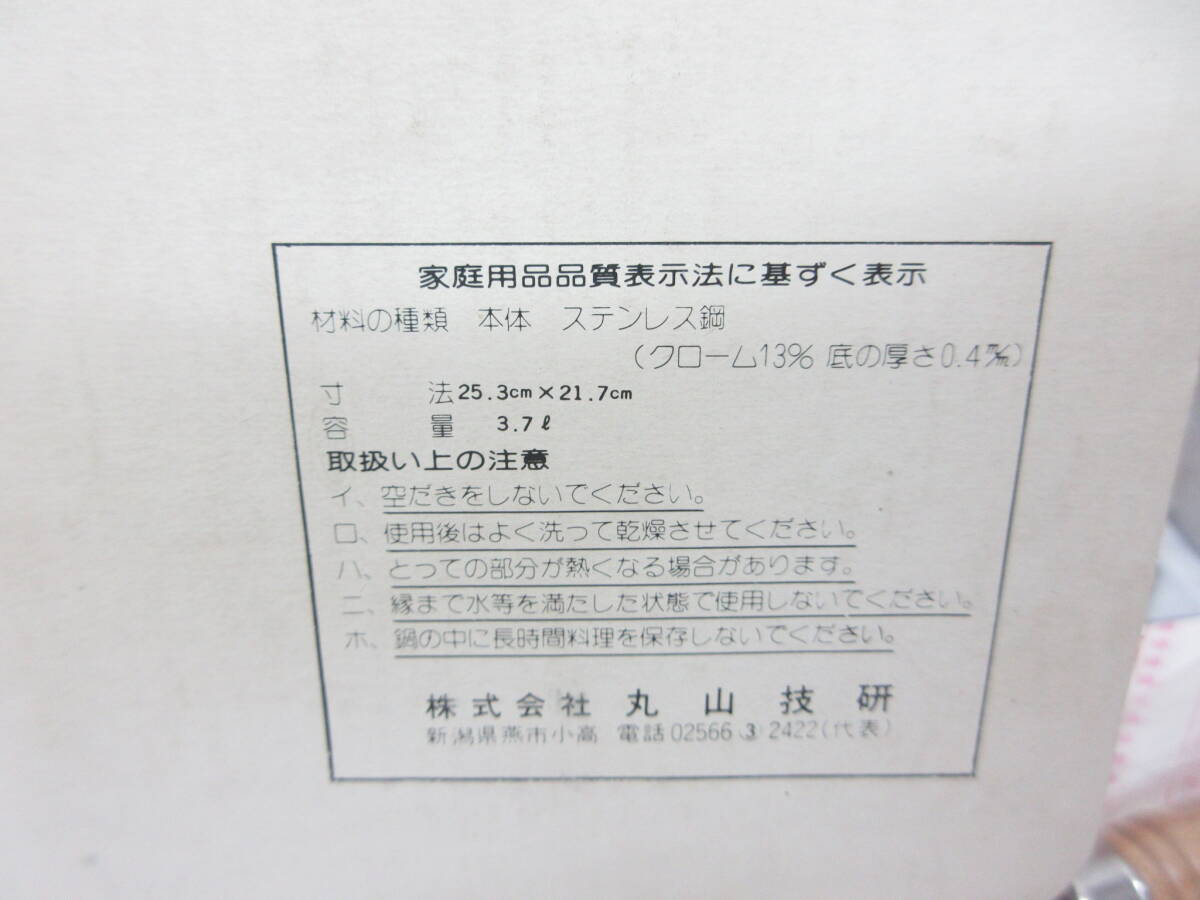 家庭用品品質表示法に基ずく表示
材料の種類 本体 ステンレス鋼
(クローム13% 底の厚さ0.4㎜)
寸 法25.3cm×21.7cm
容 量 3.7ℓ
取扱い上の注意
イ、空だきをしないでください。
ロ、使用後はよく洗って乾燥させてください。
ハ、とっての部分が熱くなる場合があります。
ニ、縁まで水等を満たした状態で使用しないでください。
ホ、鍋の中に長時間料理を保存しないでください。
株式会社 丸山技研
新潟県燕市小高 電話02566(3)2422(代表)